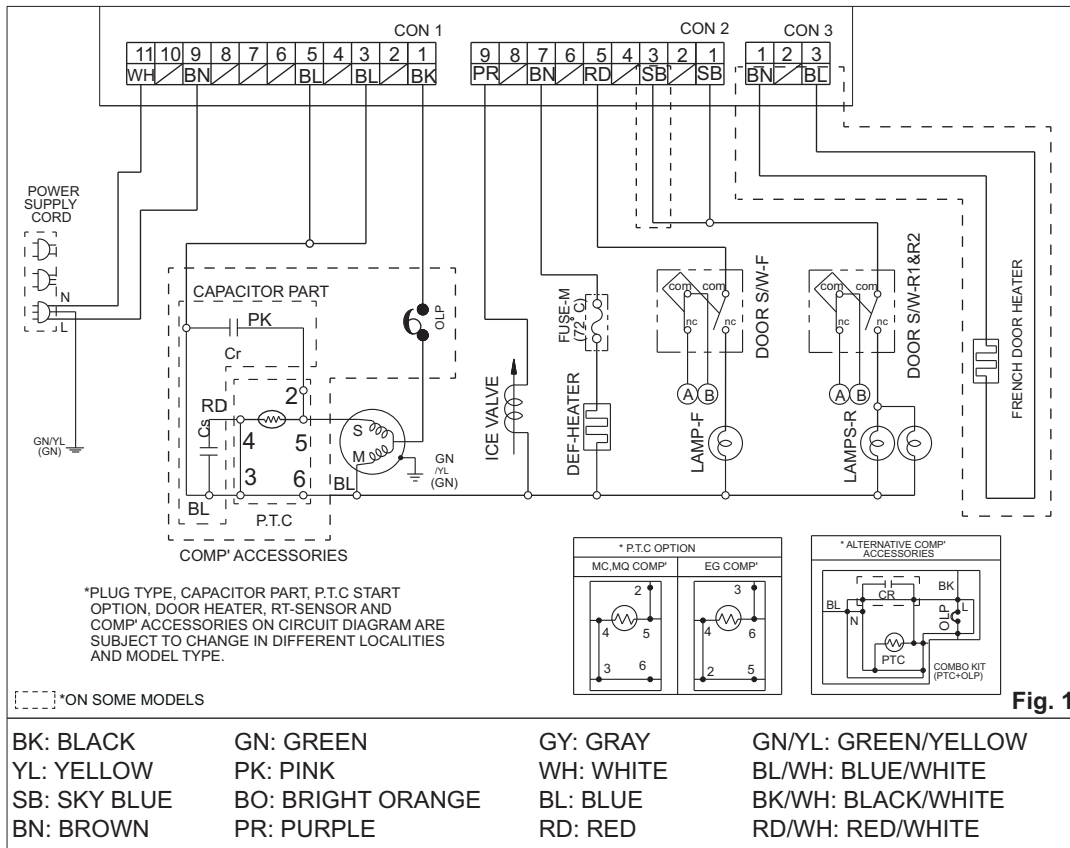 CON 1
CON 2
CON 3
11 10 9 8 7 6 5 4 3 2 1
WH BN BL BL BK
9 8 7 6 5 4 3 2 1
PR BN RD SB SB
1 2 3
BN BL
POWER
SUPPLY
CORD
N
L
GN/YL
(GN)
CAPACITOR PART
PK
Cr
RD
Cs
2
4
5
3
6
BL
P.T.C
COMP' ACCESSORIES
6
OLP
S
M
BL
GN
/YL
(GN)
ICE VALVE
FUSE-M
(72° C)
DEF-HEATER
com com
nc nc
DOOR S/W-F
A B
LAMP-F
com com
nc nc
DOOR S/W-R1&R2
A B
LAMPS-R
FRENCH DOOR HEATER
*PLUG TYPE, CAPACITOR PART, P.T.C START
OPTION, DOOR HEATER, RT-SENSOR AND
COMP' ACCESSORIES ON CIRCUIT DIAGRAM ARE
SUBJECT TO CHANGE IN DIFFERENT LOCALITIES
AND MODEL TYPE.
* P.T.C OPTION
MC,MQ COMP' EG COMP'
2
4 5
3 6
3
4 6
2 5
* ALTERNATIVE COMP'
ACCESSORIES
CR
BK
BL
N
L
OLP
PTC
COMBO KIT
(PTC+OLP)
*ON SOME MODELS
Fig. 1
BK: BLACK GN: GREEN GY: GRAY GN/YL: GREEN/YELLOW
YL: YELLOW PK: PINK WH: WHITE BL/WH: BLUE/WHITE
SB: SKY BLUE BO: BRIGHT ORANGE BL: BLUE BK/WH: BLACK/WHITE
BN: BROWN PR: PURPLE RD: RED RD/WH: RED/WHITE